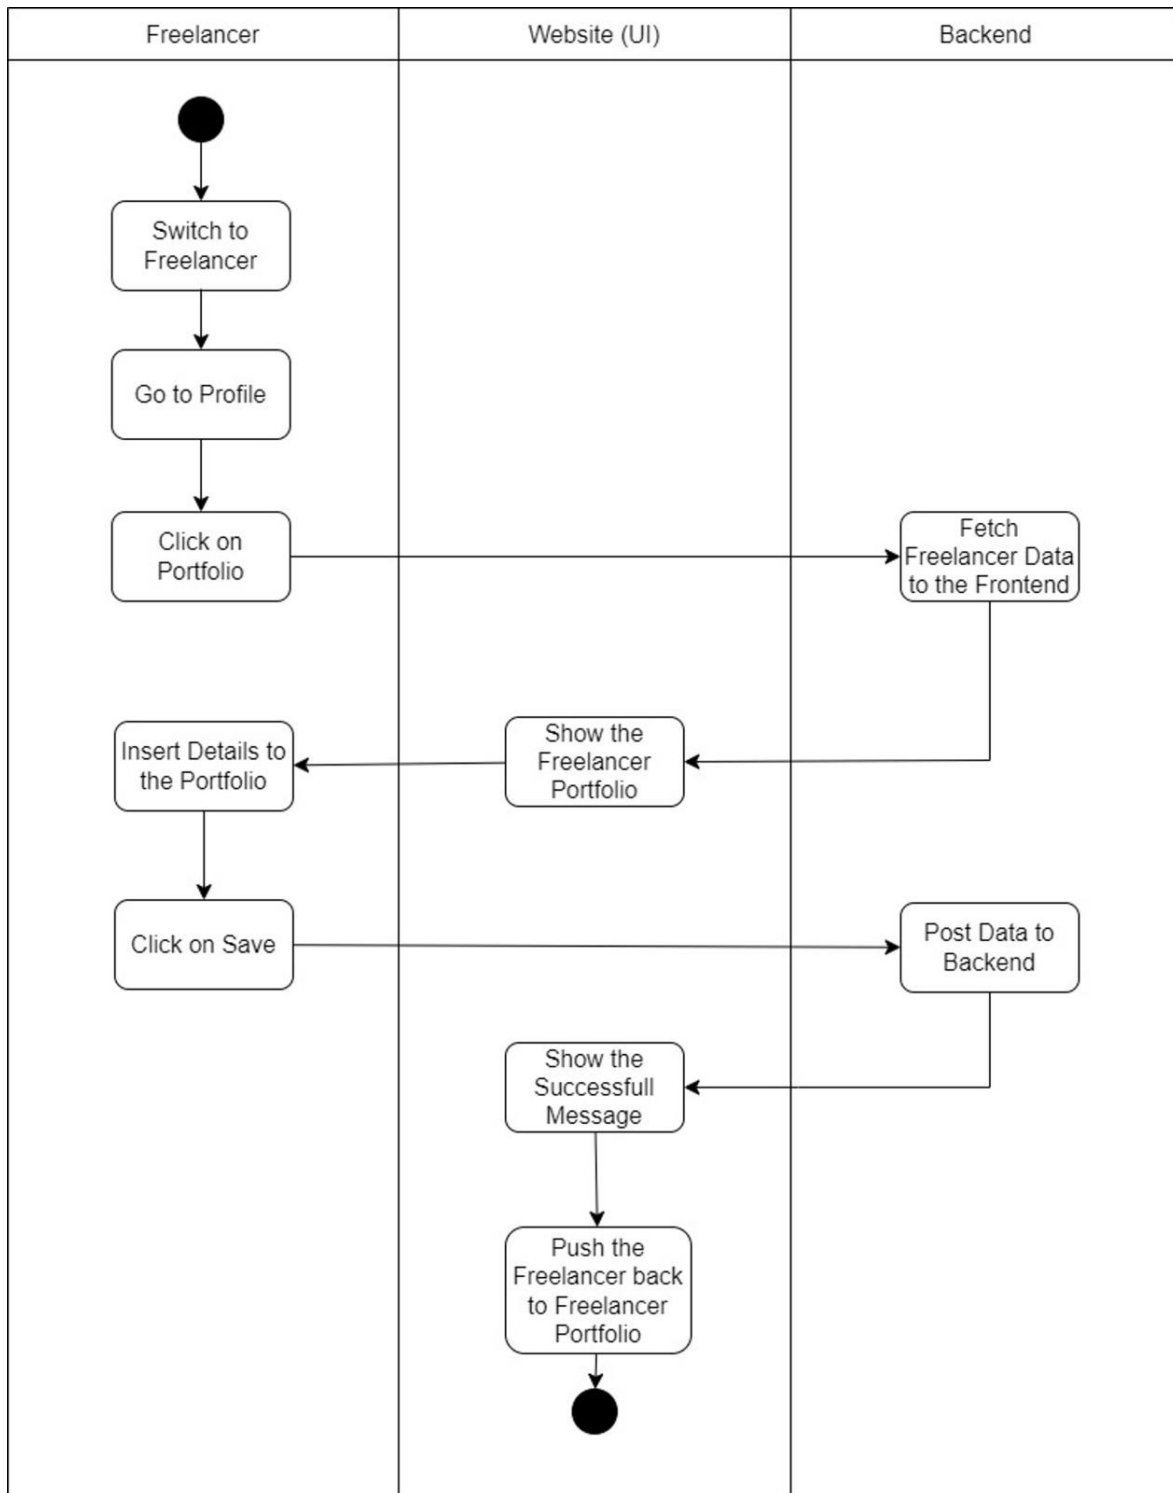 Freelancer
Website (UI)
Backend
Switch to
Freelancer
Go to Profile
Click on
Portfolio
Fetch
Freelancer Data
to the Frontend
Show the
Freelancer
Portfolio
Insert Details to
the Portfolio
Click on Save
Post Data to
Backend
Show the
Successfull
Message
Push the
Freelancer back
to Freelancer
Portfolio